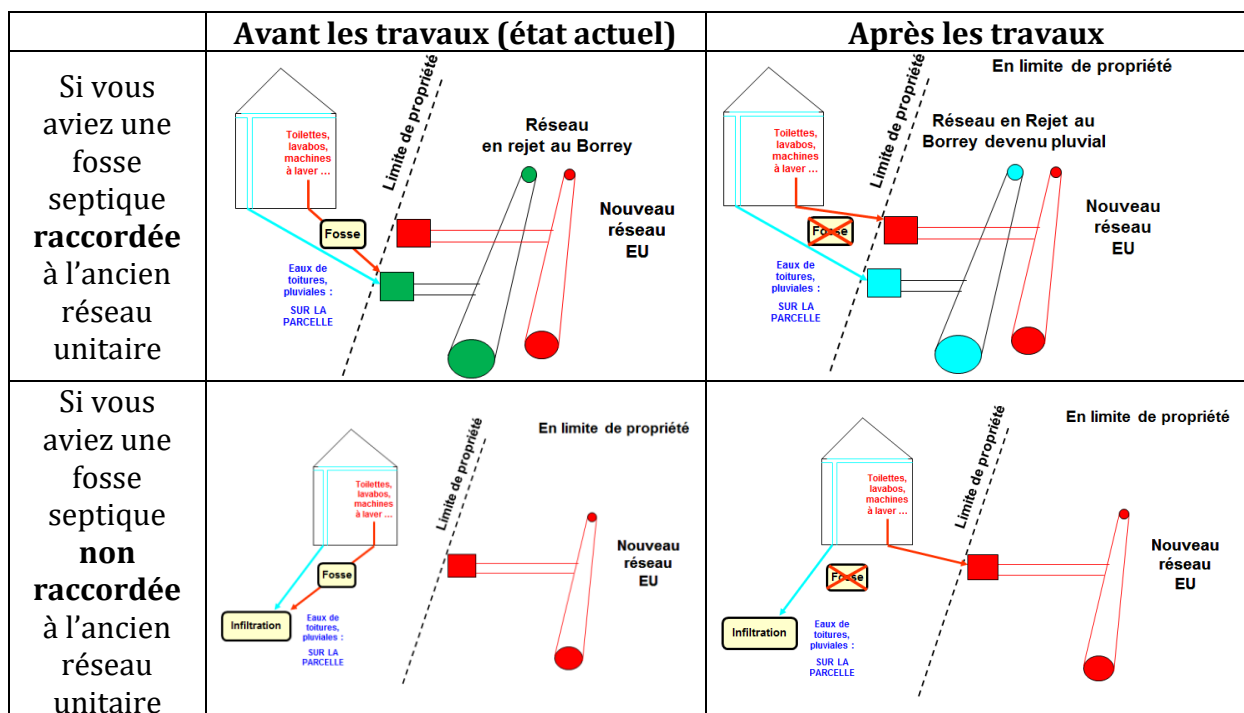 Avant les travaux (état actuel)
Après les travaux
Si vous
aviez une
fosse
septique
raccordée
à l'ancien
réseau
unitaire
Toilettes,
lavabos,
machines
à laver ...
Fosse
Eaux de
toitures,
pluviales :
SUR LA
PARCELLE
Limite de propriété
Réseau
en rejet au Borrey
Nouveau
réseau
EU
En limite de propriété
Toilettes,
lavabos,
machines
à laver ...
Fosse
Eaux de
toitures,
pluviales :
SUR LA
PARCELLE
Limite de propriété
Réseau en Rejet au
Borrey devenu pluvial
Nouveau
réseau
EU
Si vous
aviez une
fosse
septique
non
raccordée
à l'ancien
réseau
unitaire
En limite de propriété
Toilettes,
lavabos,
machines
à laver ...
Fosse
Infiltration
Eaux de
toitures,
pluviales :
SUR LA
PARCELLE
Limite de propriété
Nouveau
réseau
EU
En limite de propriété
Toilettes,
lavabos,
machines
à laver ...
Fosse
Infiltration
Eaux de
toitures,
pluviales :
SUR LA
PARCELLE
Limite de propriété
Nouveau
réseau
EU